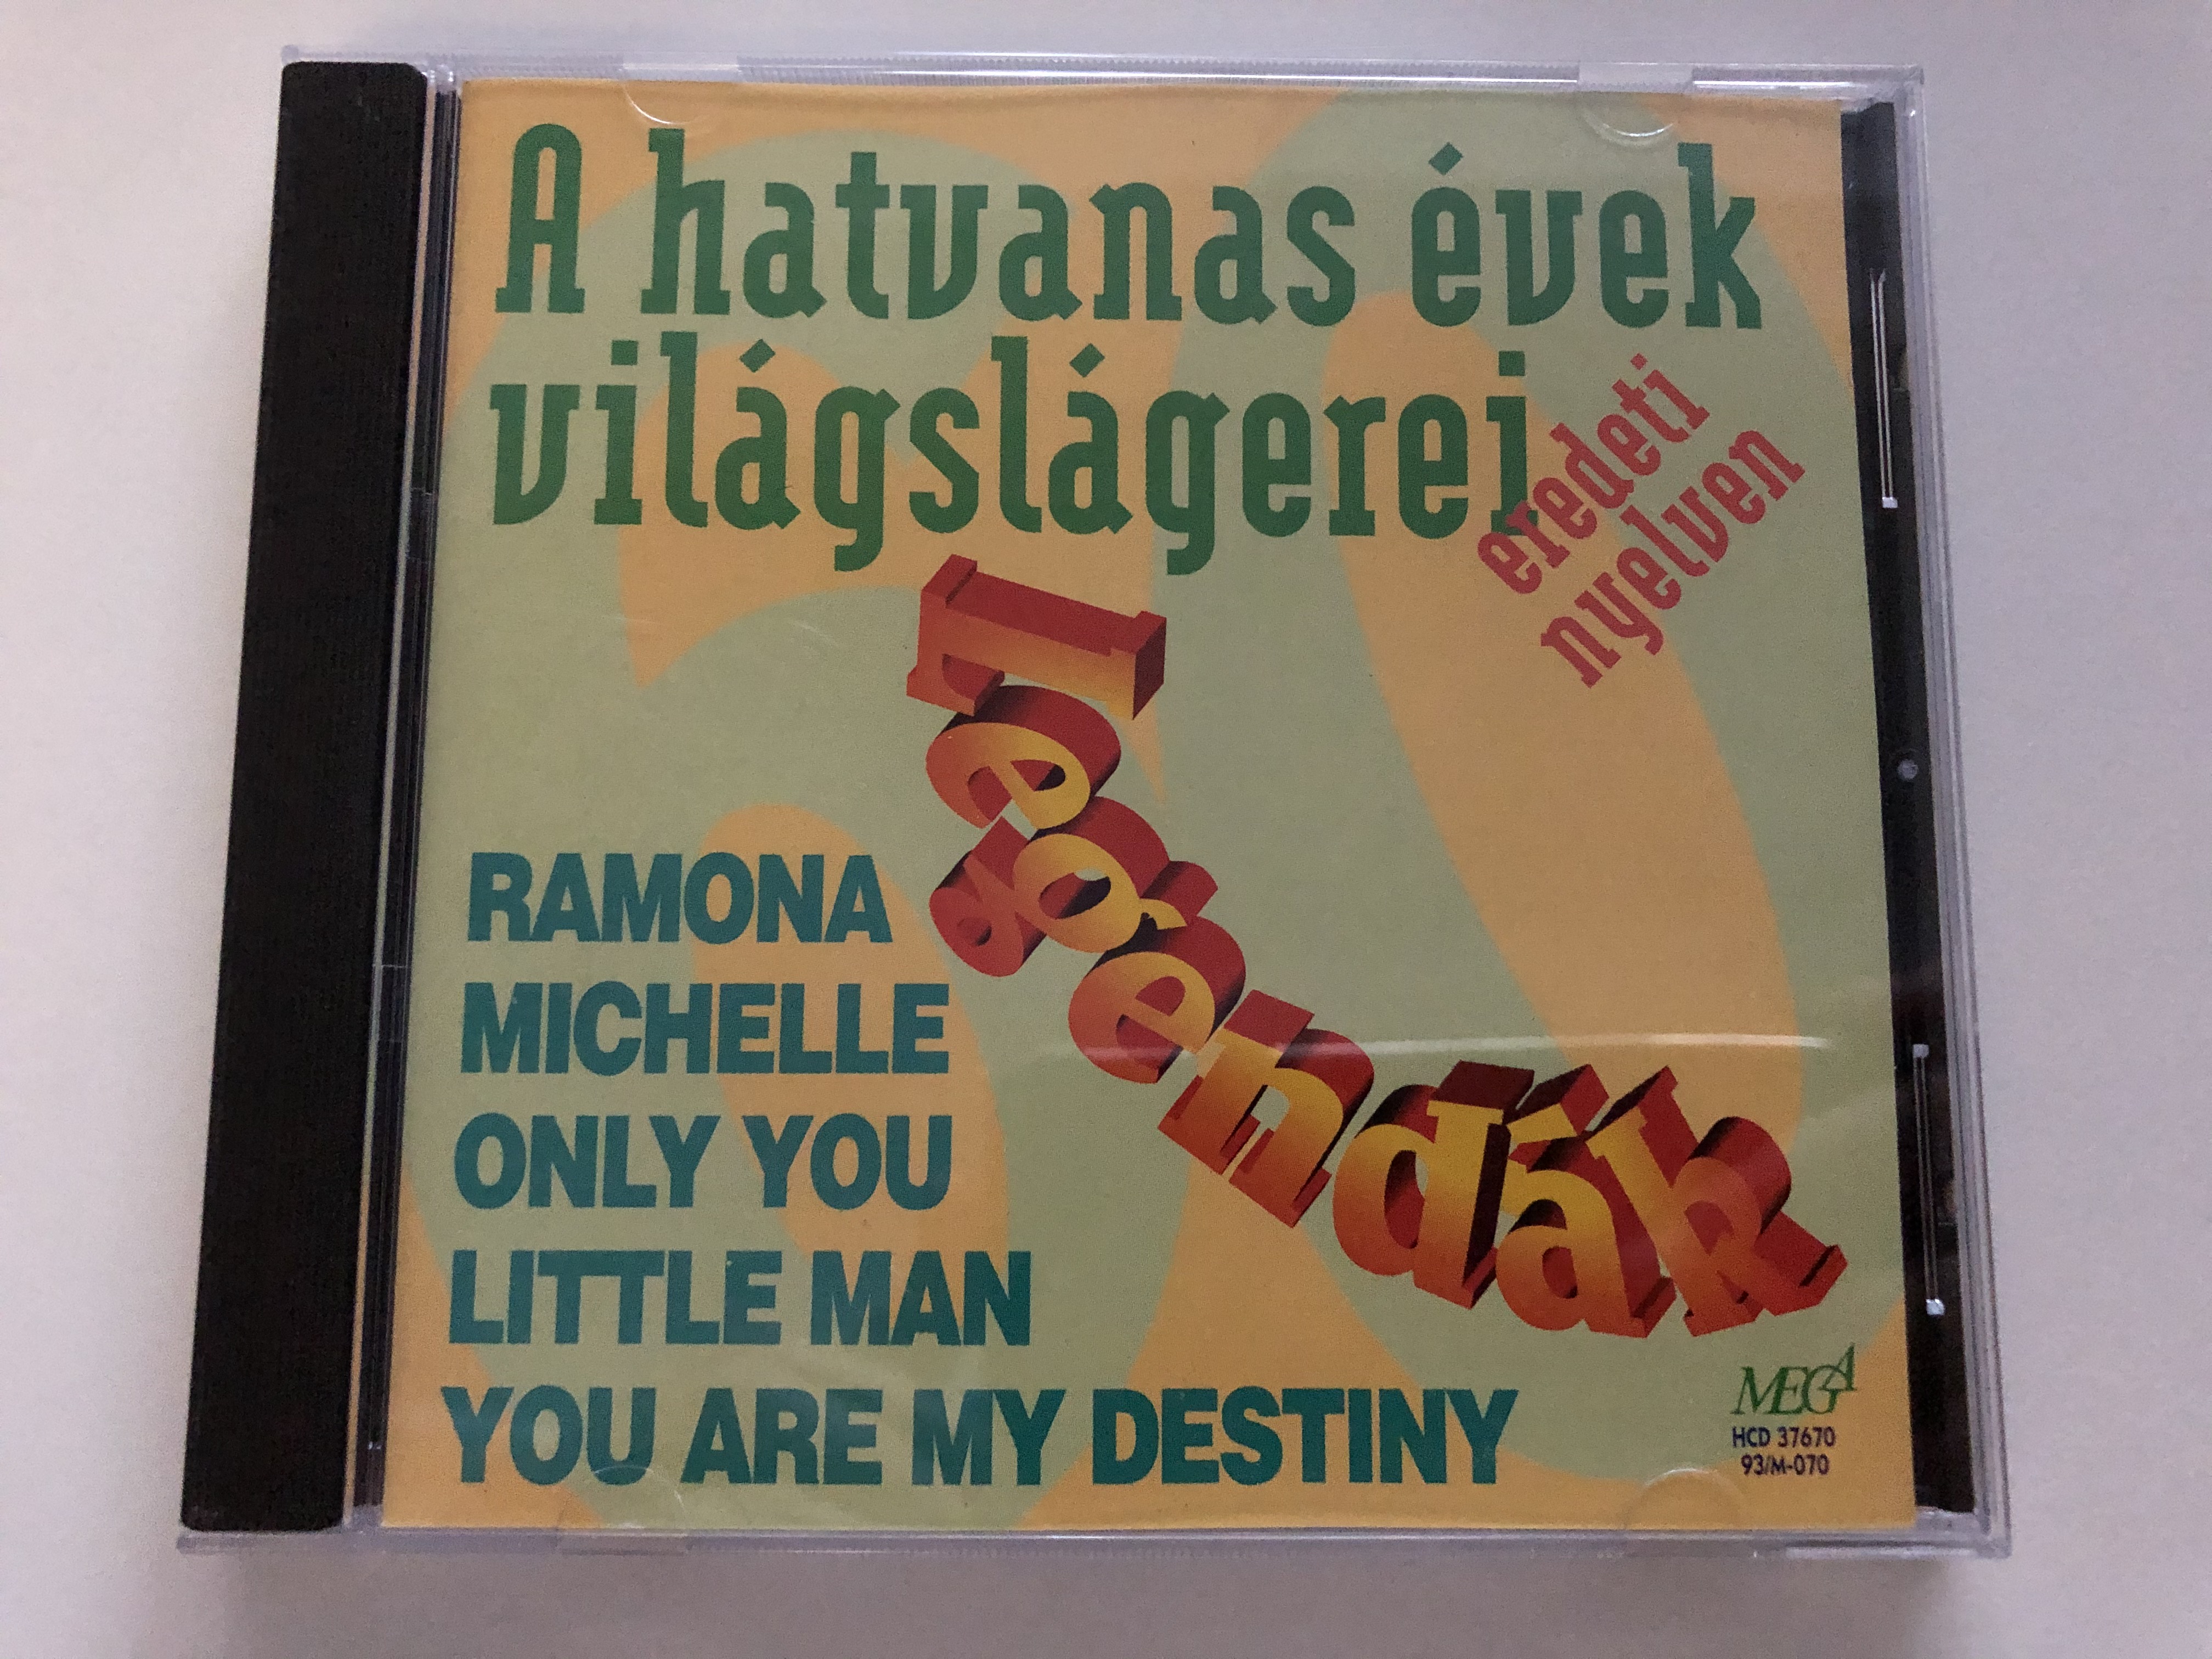 A hatvanas évek
világslágerei
eredeti
nyelven
Legendák
RAMONA
MICHELLE
ONLY YOU
LITTLE MAN
YOU ARE MY DESTINY
MEGA
HCD 37670
93/M-070